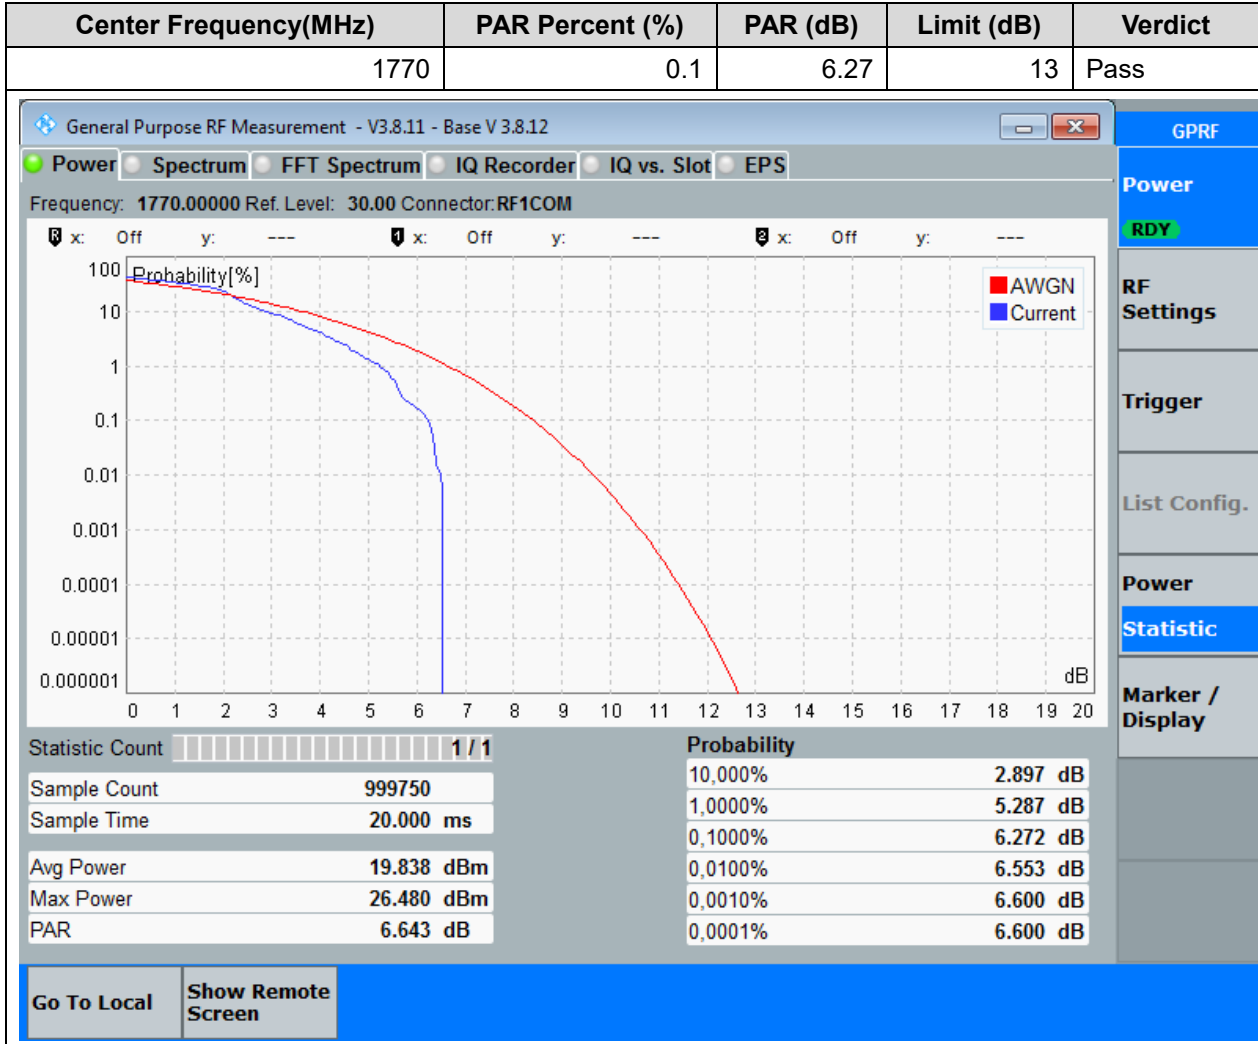 Center Frequency(MHz) PAR Percent (%) PAR (dB) Limit (dB) Verdict
1770 0.1 6.27 13 Pass
General Purpose RF Measurement - V3.8.11 - Base V 3.8.12
GPRF
Power Spectrum FFT Spectrum IQ Recorder IQ vs. Slot EPS
Frequency: 1770.00000 Ref. Level: 30.00 Connector: RF1COM
R x: Off y: --- 1 x: Off y: --- 2 x: Off y: ---
Probability[%]
100
10
1
0.1
0.01
0.001
0.0001
0.00001
0.000001
AWGN
Current
dB
0 1 2 3 4 5 6 7 8 9 10 11 12 13 14 15 16 17 18 19 20
Statistic Count 1 / 1
Sample Count 999750
Sample Time 20.000 ms
Avg Power 19.838 dBm
Max Power 26.480 dBm
PAR 6.643 dB
Probability
10,000% 2.897 dB
1,0000% 5.287 dB
0,1000% 6.272 dB
0,0100% 6.553 dB
0,0010% 6.600 dB
0,0001% 6.600 dB
Power
RDY
RF
Settings
Trigger
List Config.
Power
Statistic
Marker /
Display
Go To Local
Show Remote
Screen